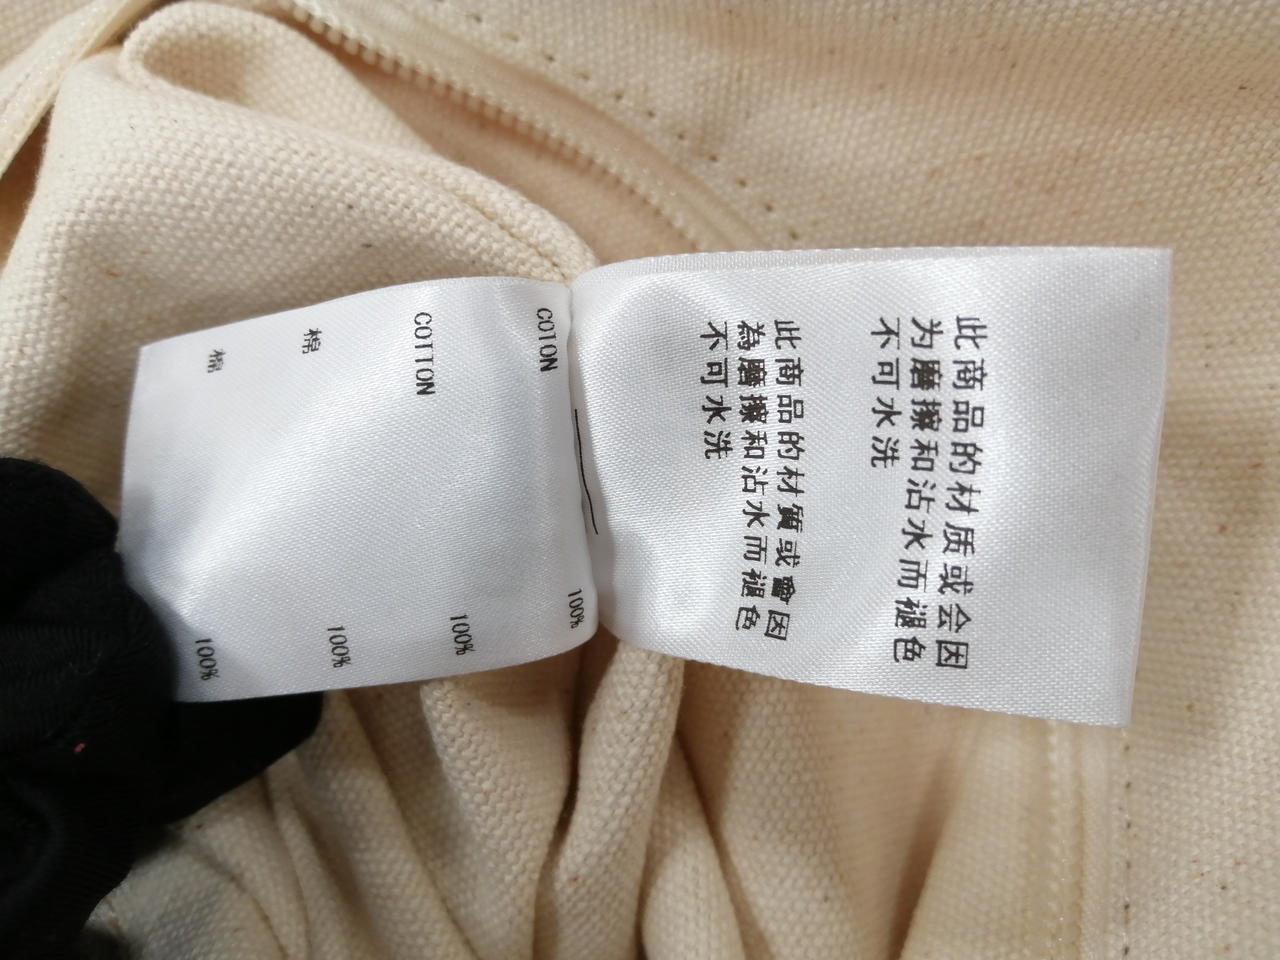 COTON 100%
COTTON 100%
棉 100%
棉 100%
此商品的材质或会因
为磨擦和沾水而褪色
不可水洗
此商品的材質或會因
為磨擦和沾水而褪色
不可水洗